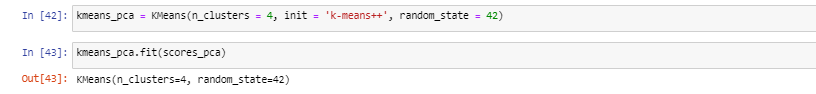 In [42]: kmeans_pca = KMeans(n_clusters = 4, init = 'k-means++', random_state = 42)
In [43]: kmeans_pca.fit(scores_pca)
Out[43]: KMeans(n_clusters=4, random_state=42)